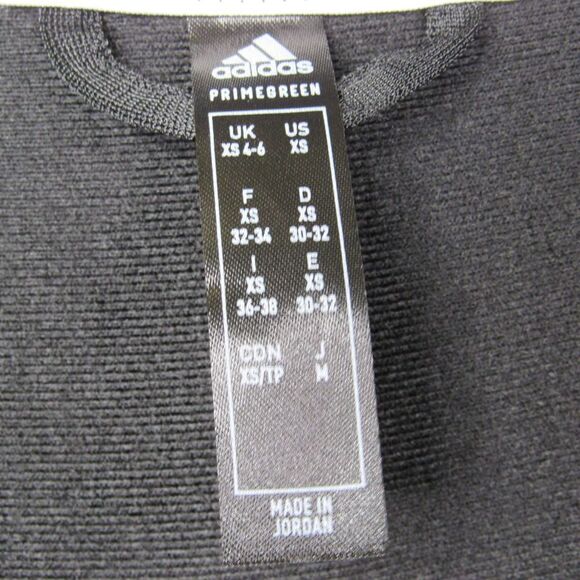 adidas
PRIMEGREEN
UK US
XS 4-6 XS
F D
XS XS
32-34 30-32
I E
XS XS
36-38 30-32
CDN J
XS/TP M
MADE IN
JORDAN